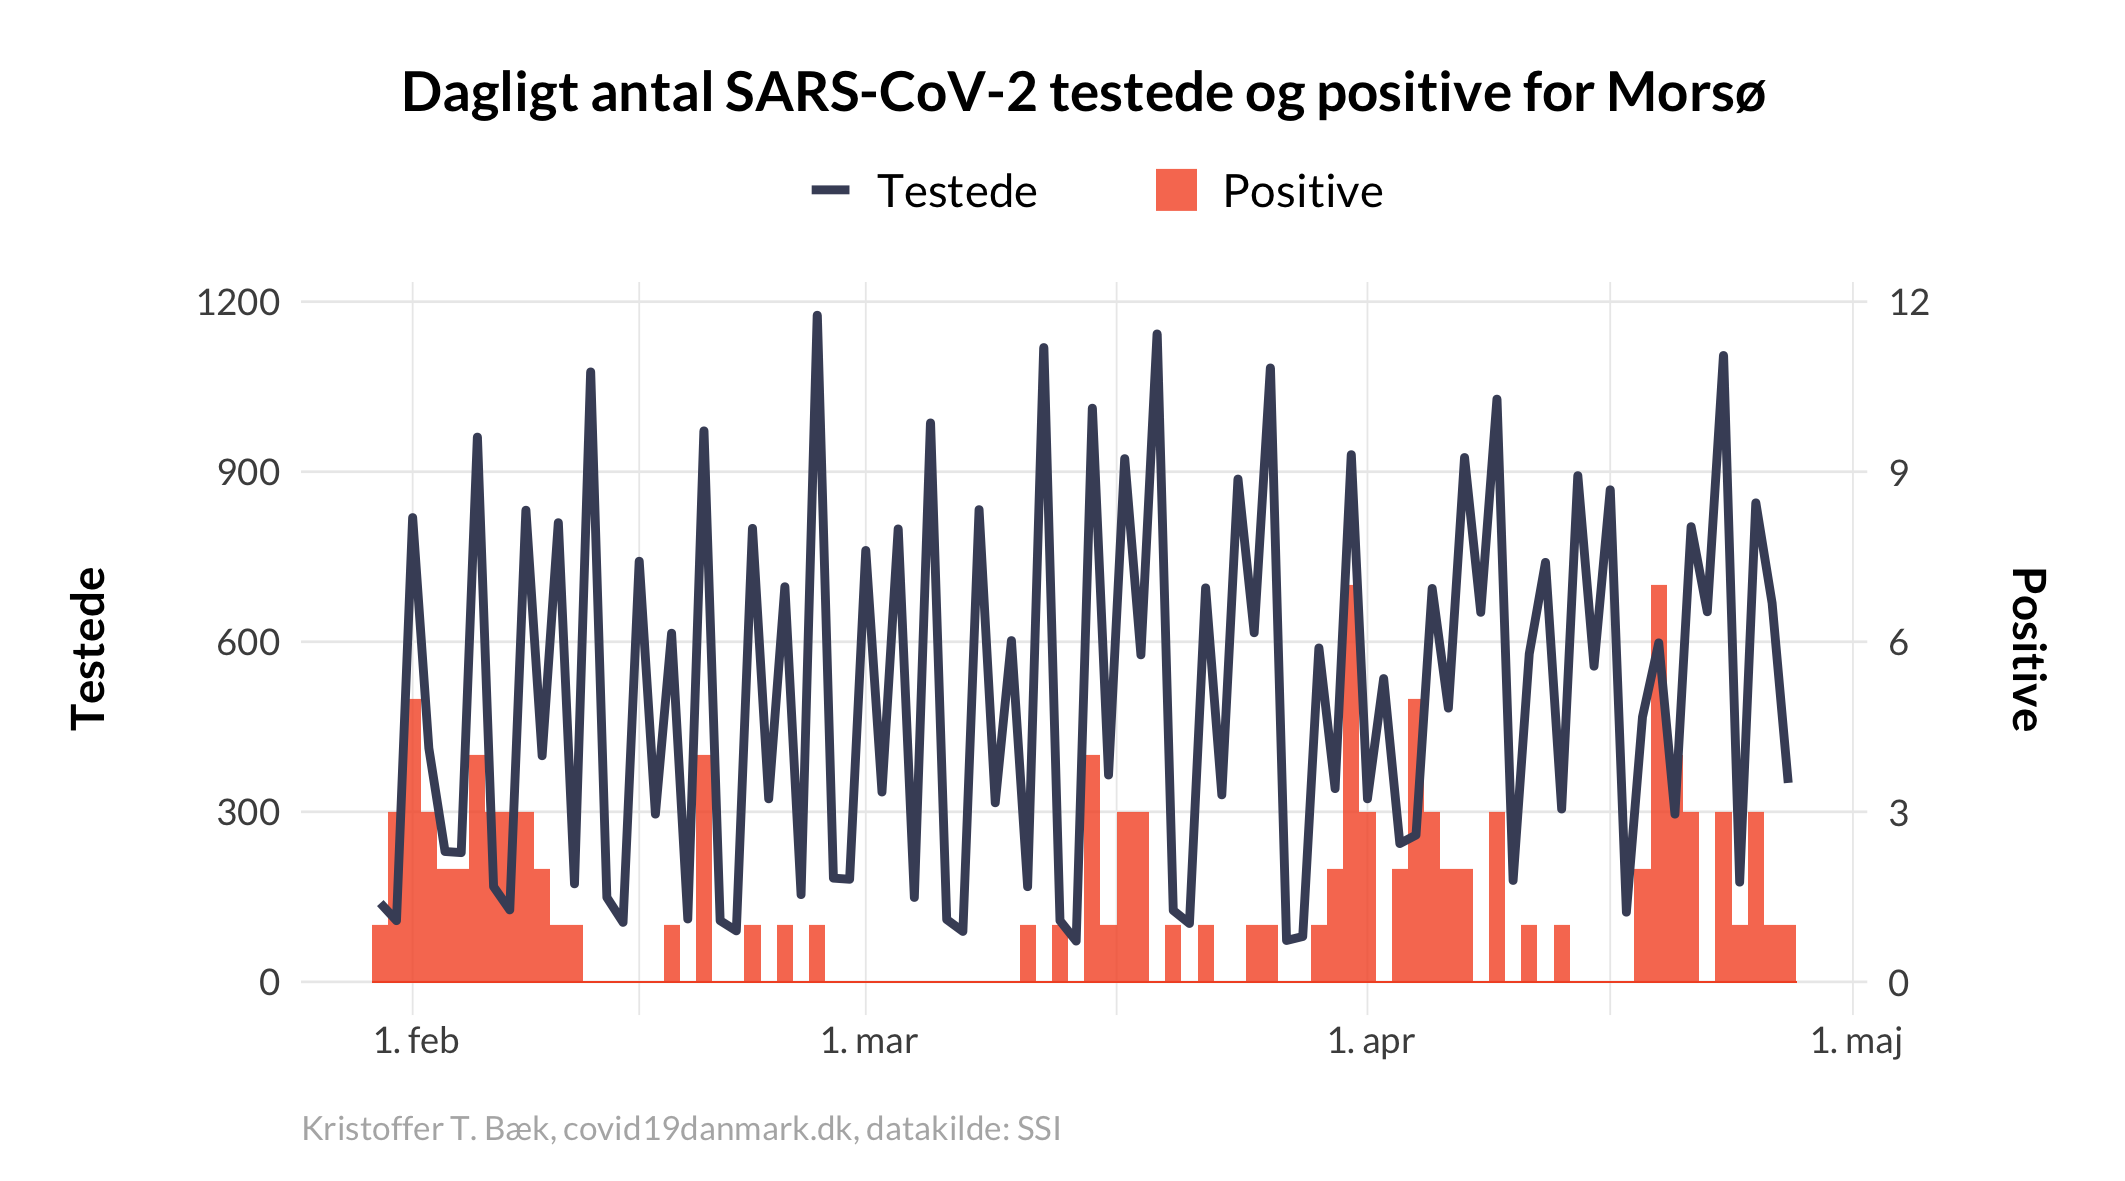 Dagligt antal SARS-CoV-2 testede og positive for Morsø
Testede
Positive
1200
900
600
300
0
12
9
6
3
0
Testede
Positive
1. feb
1. mar
1. apr
1. maj
Kristoffer T. Bæk, covid19danmark.dk, datakilde: SSI